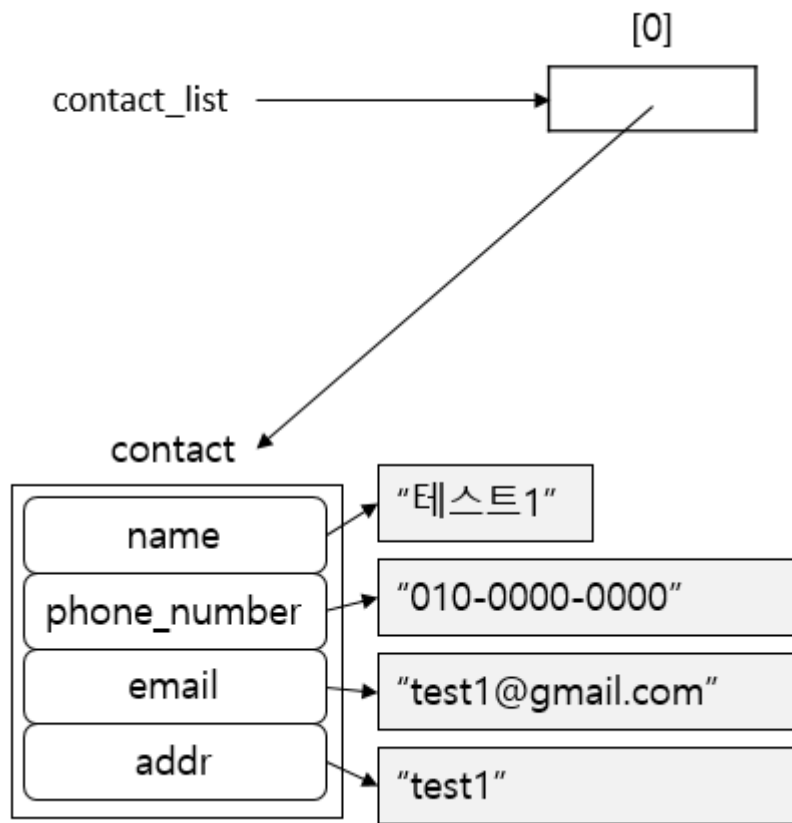 [0]
contact_list
contact
name
"테스트1"
phone_number
"010-0000-0000"
email
"test1@gmail.com"
addr
"test1"